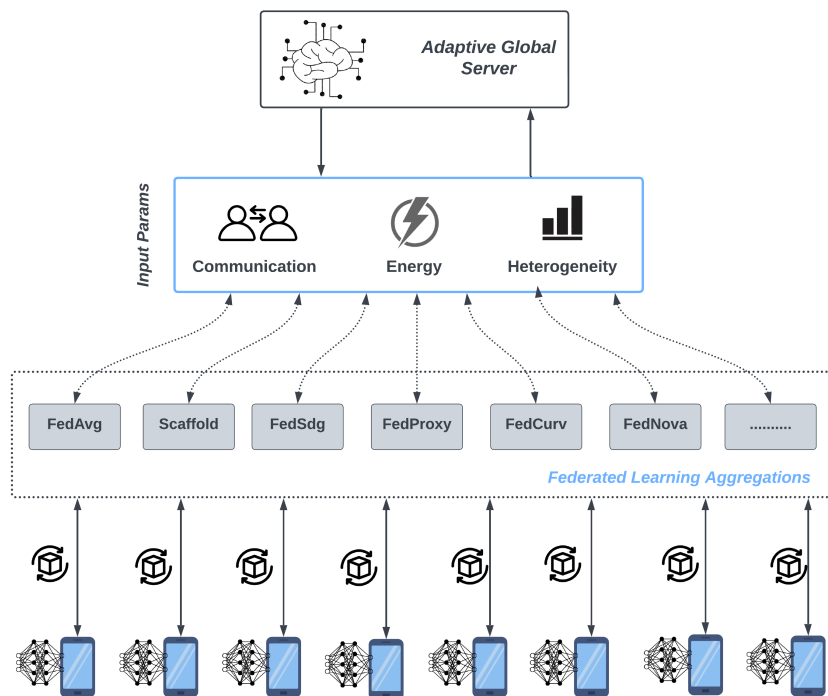 Adaptive Global
Server
Input Params
Communication
Energy
Heterogeneity
FedAvg
Scaffold
FedSdg
FedProxy
FedCurv
FedNova
..........
Federated Learning Aggregations